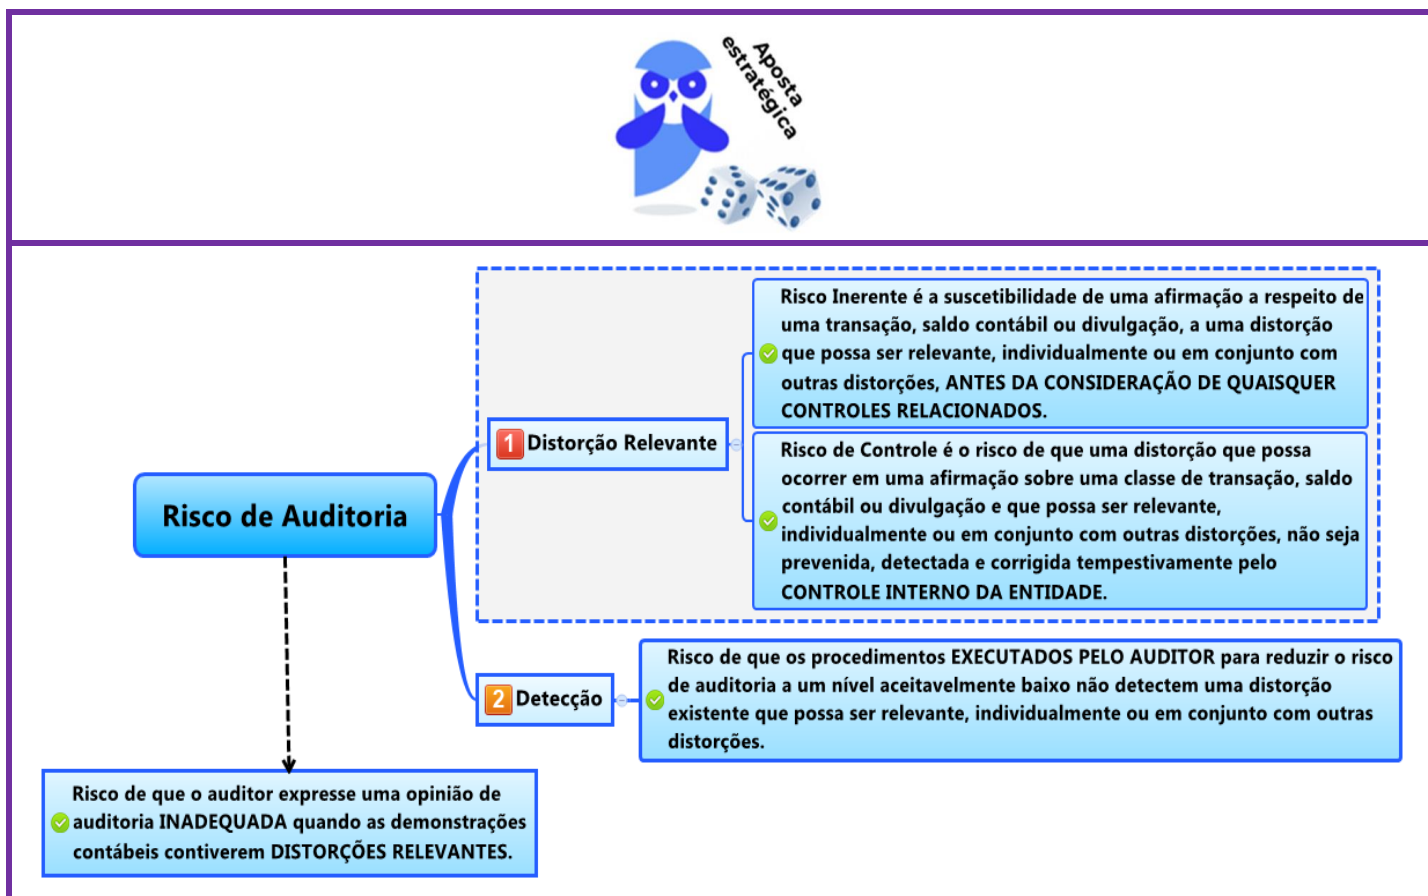 Aposta
estratégica
Risco de Auditoria
Risco de que o auditor expresse uma opinião de
auditoria INADEQUADA quando as demonstrações
contábeis contiverem DISTORÇÕES RELEVANTES.
1 Distorção Relevante
Risco Inerente é a suscetibilidade de uma afirmação a respeito de
uma transação, saldo contábil ou divulgação, a uma distorção
que possa ser relevante, individualmente ou em conjunto com
outras distorções, ANTES DA CONSIDERAÇÃO DE QUAISQUER
CONTROLES RELACIONADOS.
Risco de Controle é o risco de que uma distorção que possa
ocorrer em uma afirmação sobre uma classe de transação, saldo
contábil ou divulgação e que possa ser relevante,
individualmente ou em conjunto com outras distorções, não seja
prevenida, detectada e corrigida tempestivamente pelo
CONTROLE INTERNO DA ENTIDADE.
2 Detecção
Risco de que os procedimentos EXECUTADOS PELO AUDITOR para reduzir o risco
de auditoria a um nível aceitavelmente baixo não detectem uma distorção
existente que possa ser relevante, individualmente ou em conjunto com outras
distorções.